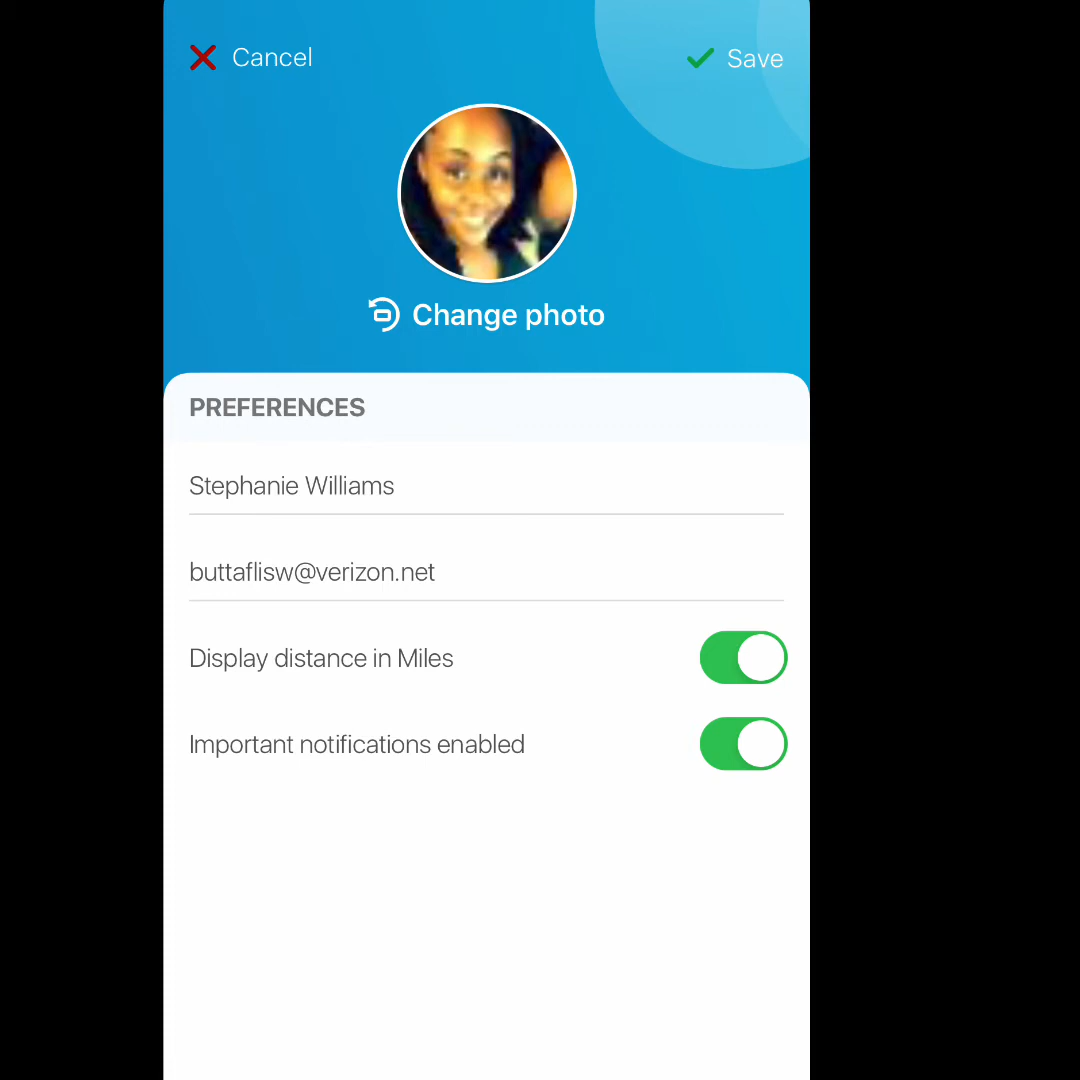 Cancel
Save
Change photo
PREFERENCES
Stephanie Williams
buttaflisw@verizon.net
Display distance in Miles
Important notifications enabled